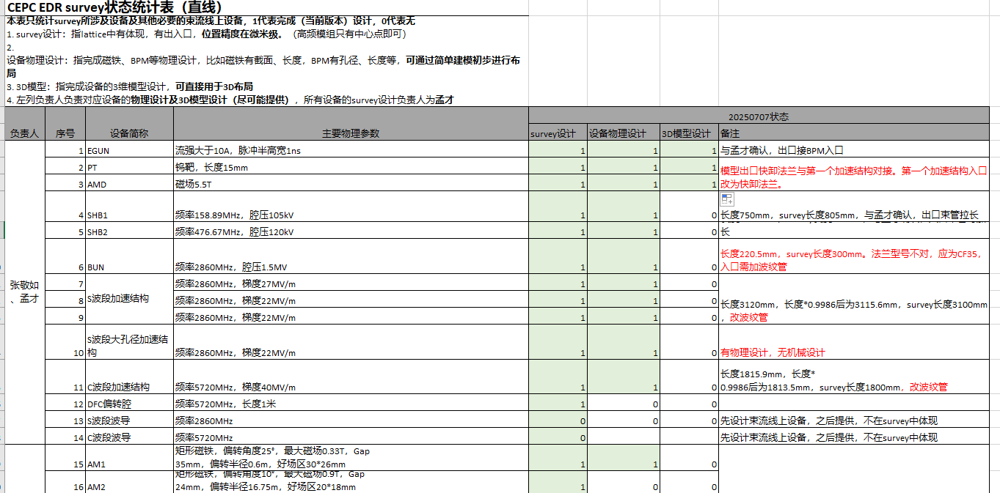 CEPC EDR survey状态统计表（直线）
本表只统计survey所涉及设备及其他必要的束流线上设备，1代表完成（当前版本）设计，0代表无
1. survey设计：指lattice中有体现，有出入口，位置精度在微米级。（高频模组只有中心点即可）
2.
设备物理设计：指完成磁铁、BPM等物理设计，比如磁铁有截面、长度，BPM有孔径、长度等，可通过简单建模初步进行布
局
3. 3D模型：指完成设备的3维模型设计，可直接用于3D布局
4. 左列负责人负责对应设备的物理设计及3D模型设计（尽可能提供），所有设备的survey设计负责人为孟才
20250707状态
负责人 序号 设备简称 主要物理参数 survey设计 设备物理设计 3D模型设计 备注
张敬如
、孟才
1 EGUN 流强大于10A，脉冲半高宽1ns 1 1 1 与孟才确认，出口接BPM入口
2 PT 钨靶，长度15mm 1 1 1
3 AMD 磁场5.5T 1 1 1
模型出口快卸法兰与第一个加速结构对接。第一个加速结构入口
改为快卸法兰。
4 SHB1 频率158.89MHz，腔压105kV 1 1 0 长度750mm，survey长度805mm，与孟才确认，出口束管拉长
5 SHB2 频率476.67MHz，腔压120kV 1 1 0 长
6 BUN 频率2860MHz，腔压1.5MV 1 1 0
长度220.5mm，survey长度300mm。法兰型号不对，应为CF35，
入口需加波纹管
S波段加速结构
7 频率2860MHz，梯度27MV/m 1 1 0
8 频率2860MHz，梯度22MV/m 1 1 0
9 频率2860MHz，梯度22MV/m 1 1 0
长度3120mm，长度*0.9986后为3115.6mm，survey长度3100mm
，改波纹管
S波段大孔径加速结
构
10 频率2860MHz，梯度22MV/m 1 1 0 有物理设计，无机械设计
11 C波段加速结构 频率5720MHz，梯度40MV/m 1 1 0
长度1815.9mm，长度*
0.9986后为1813.5mm，survey长度1800mm，改波纹管
12 DFC偏转腔 频率5720MHz，长度1米 1 0 0
13 S波段波导 频率2860MHz 0 0 0 先设计束流线上设备，之后提供，不在survey中体现
14 C波段波导 频率5720MHz 0 先设计束流线上设备，之后提供，不在survey中体现
矩形磁铁，偏转角度25°，最大磁场0.33T，Gap
15 AM1 35mm，偏转半径0.6m，好场区30*26mm 1 1 0
矩形磁铁，偏转角度10°，最大磁场0.9T，Gap
16 AM2 24mm，偏转半径16.75m，好场区20*18mm 1 0 0